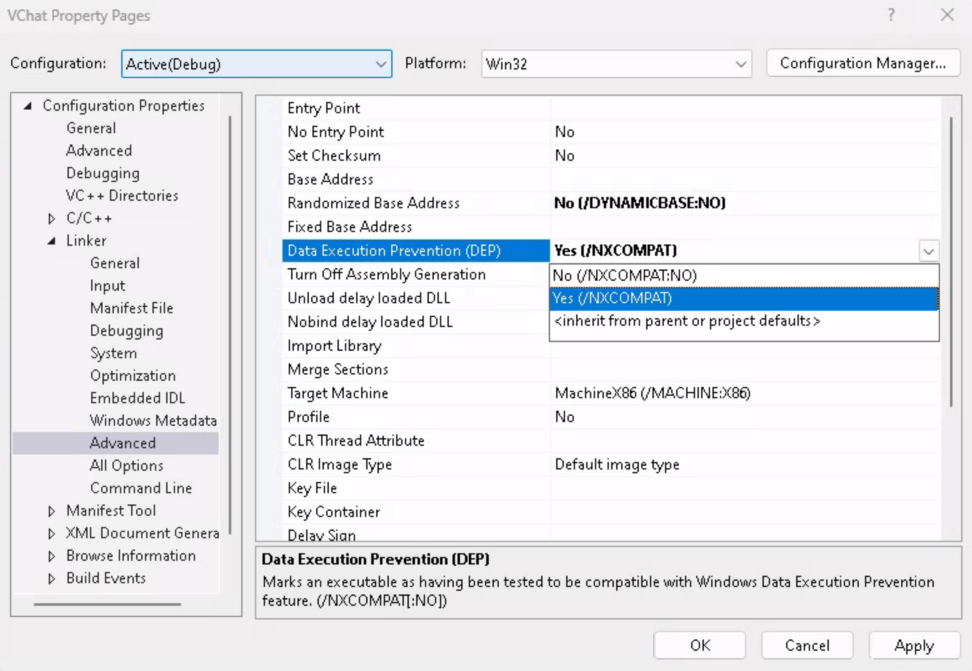 VChat Property Pages ?
Configuration: Active(Debug) Platform: Win32 Configuration Manager...
Configuration Properties
General
Advanced
Debugging
VC++ Directories
C/C++
Linker
General
Input
Manifest File
Debugging
System
Optimization
Embedded IDL
Windows Metadata
Advanced
All Options
Command Line
Manifest Tool
XML Document Genera
Browse Information
Build Events
Entry Point
No Entry Point No
Set Checksum No
Base Address
Randomized Base Address No (/DYNAMICBASE:NO)
Fixed Base Address
Data Execution Prevention (DEP) Yes (/NXCOMPAT)
Turn Off Assembly Generation No (/NXCOMPAT:NO)
Unload delay loaded DLL Yes (/NXCOMPAT)
Nobind delay loaded DLL <inherit from parent or project defaults>
Import Library
Merge Sections
Target Machine MachineX86 (/MACHINE:X86)
Profile No
CLR Thread Attribute
CLR Image Type Default image type
Key File
Key Container
Delay Sign
Data Execution Prevention (DEP)
Marks an executable as having been tested to be compatible with Windows Data Execution Prevention
feature. (/NXCOMPAT[:NO])
OK Cancel Apply